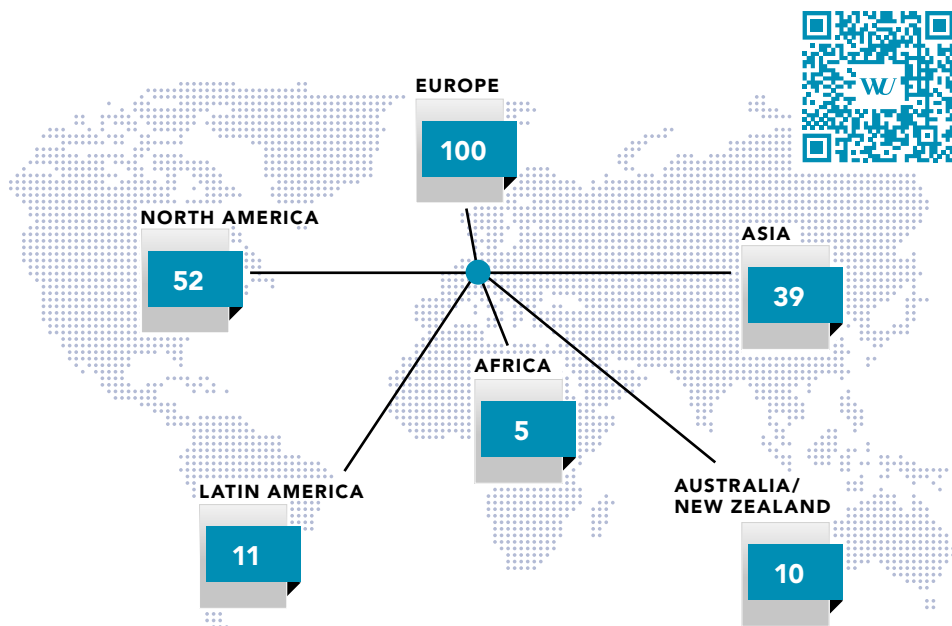 WU
EUROPE
100
NORTH AMERICA
52
ASIA
39
AFRICA
5
LATIN AMERICA
11
AUSTRALIA/
NEW ZEALAND
10